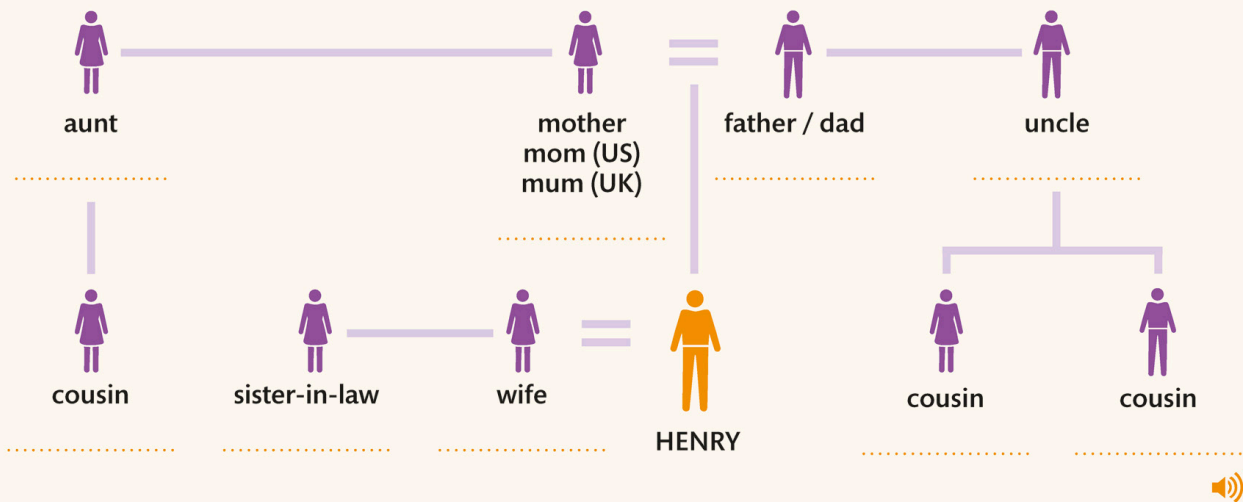 aunt
mother
mom (US)
mum (UK)
father / dad
uncle
cousin
sister-in-law
wife
HENRY
cousin
cousin